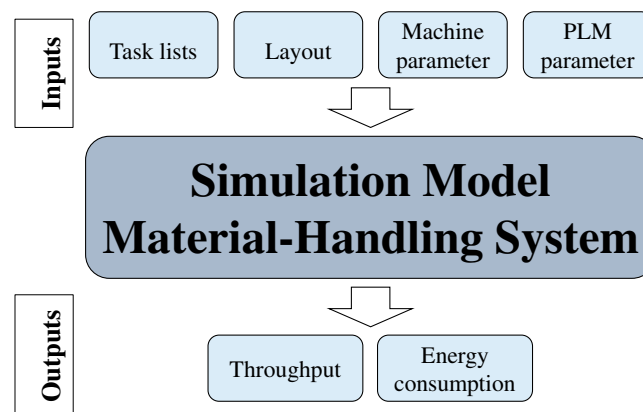 Inputs
Task lists
Layout
Machine
parameter
PLM
parameter
Simulation Model
Material-Handling System
Outputs
Throughput
Energy
consumption